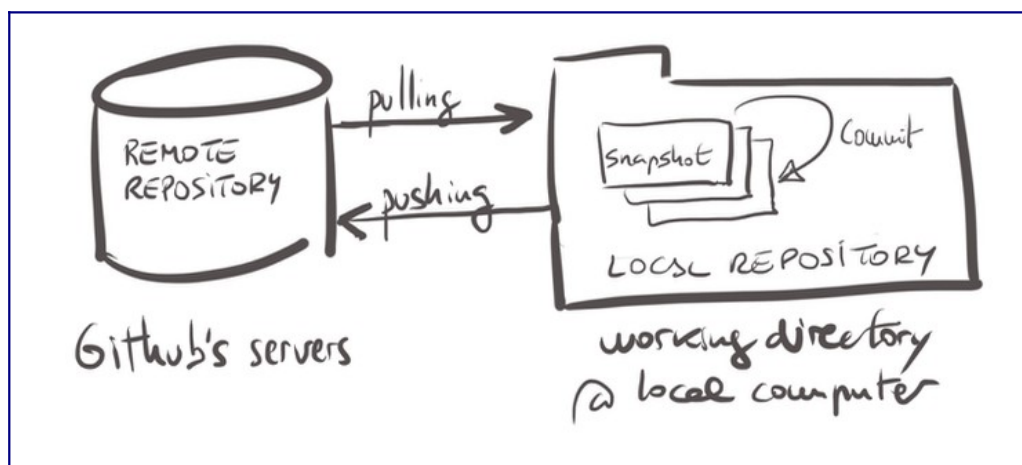 REMOTE
REPOSITORY
pulling
pushing
snapshot
Commit
LOCAL REPOSITORY
Github's servers
working directory
@ local computer